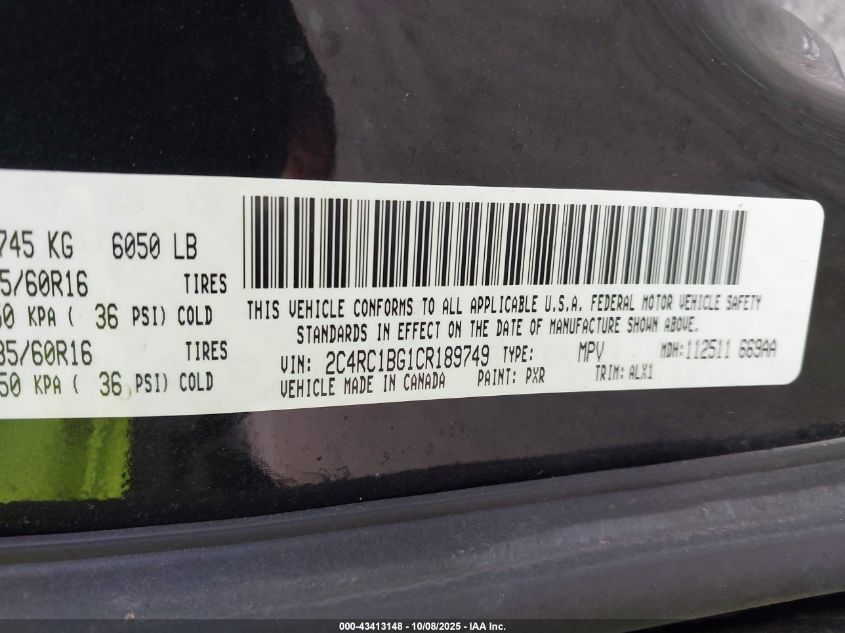 745 KG 6050 LB
5/60R16 TIRES
50 KPA ( 36 PSI) COLD
35/60R16 TIRES
50 KPA ( 36 PSI) COLD
THIS VEHICLE CONFORMS TO ALL APPLICABLE U.S.A. FEDERAL MOTOR VEHICLE SAFETY
STANDARDS IN EFFECT ON THE DATE OF MANUFACTURE SHOWN ABOVE.
VIN: 2C4RC1BG1CR189749 TYPE: MPV MDH:112511 669AA
VEHICLE MADE IN CANADA PAINT: PXR TRIM: ALX1
000-43413148 - 10/08/2025 - IAA Inc.